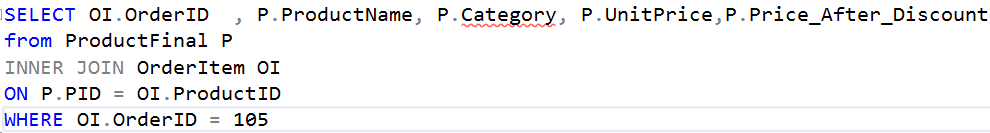 SELECT OI.OrderID  , P.ProductName, P.Category, P.UnitPrice,P.Price_After_Discount
from ProductFinal P
INNER JOIN OrderItem OI
ON P.PID = OI.ProductID
WHERE OI.OrderID = 105